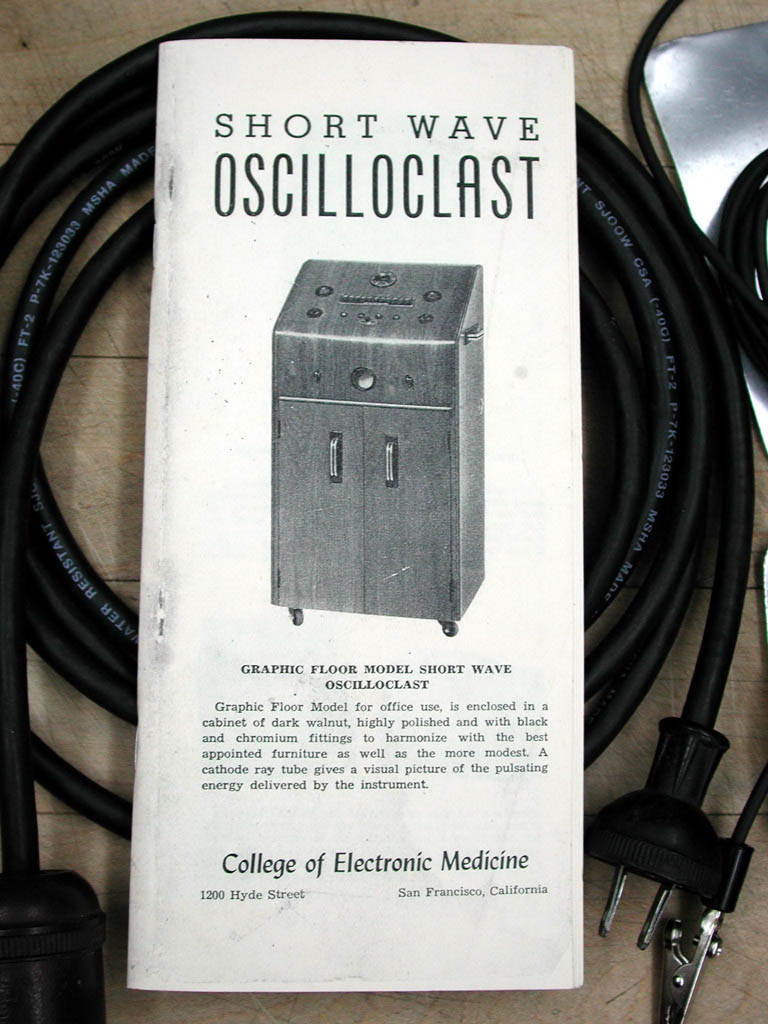 SHORT WAVE
OSCILLOCLAST
GRAPHIC FLOOR MODEL SHORT WAVE
OSCILLOCLAST
Graphic Floor Model for office use, is enclosed in a
cabinet of dark walnut, highly polished and with black
and chromium fittings to harmonize with the best
appointed furniture as well as the more modest. A
cathode ray tube gives a visual picture of the pulsating
energy delivered by the instrument.
College of Electronic Medicine
1200 Hyde Street San Francisco, California
(-40C) FT-2 P-7K-123033 MSHA MADE
SJOOW CSA (-40C) FT-2 P-7K-123033 MSHA MADE
WATER RESISTANT